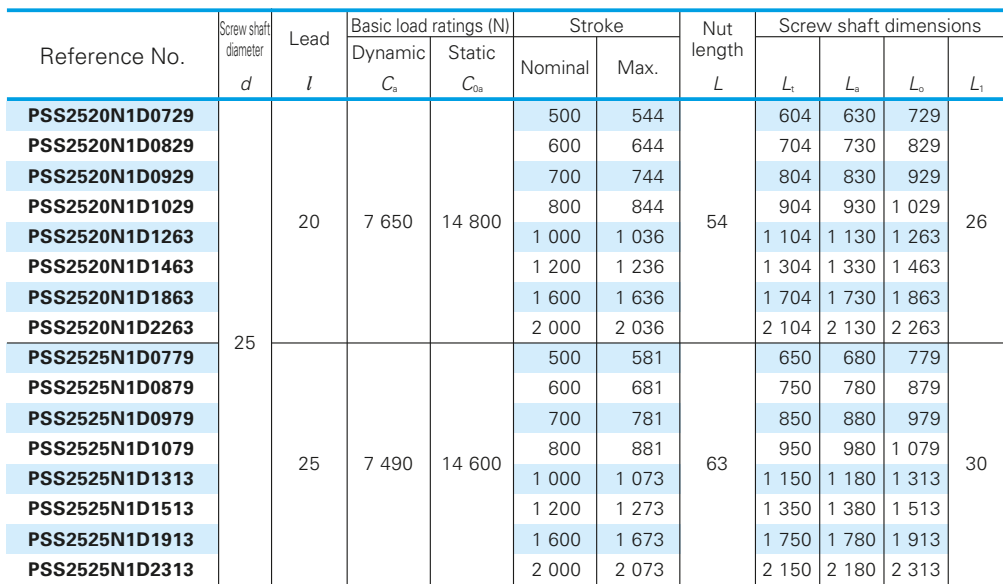 Reference No. Screw shaft diameter d Lead l Basic load ratings (N) Dynamic Ca Static C0a Stroke Nominal Max. Nut length L Screw shaft dimensions Lt La Lo L1
PSS2520N1D0729 500 544 604 630 729
PSS2520N1D0829 600 644 704 730 829
PSS2520N1D0929 700 744 804 830 929
PSS2520N1D1029 800 844 904 930 1 029
20 7 650 14 800 54 26
PSS2520N1D1263 1 000 1 036 1 104 1 130 1 263
PSS2520N1D1463 1 200 1 236 1 304 1 330 1 463
PSS2520N1D1863 1 600 1 636 1 704 1 730 1 863
PSS2520N1D2263 2 000 2 036 2 104 2 130 2 263
25
PSS2525N1D0779 500 581 650 680 779
PSS2525N1D0879 600 681 750 780 879
PSS2525N1D0979 700 781 850 880 979
PSS2525N1D1079 800 881 950 980 1 079
25 7 490 14 600 63 30
PSS2525N1D1313 1 000 1 073 1 150 1 180 1 313
PSS2525N1D1513 1 200 1 273 1 350 1 380 1 513
PSS2525N1D1913 1 600 1 673 1 750 1 780 1 913
PSS2525N1D2313 2 000 2 073 2 150 2 180 2 313